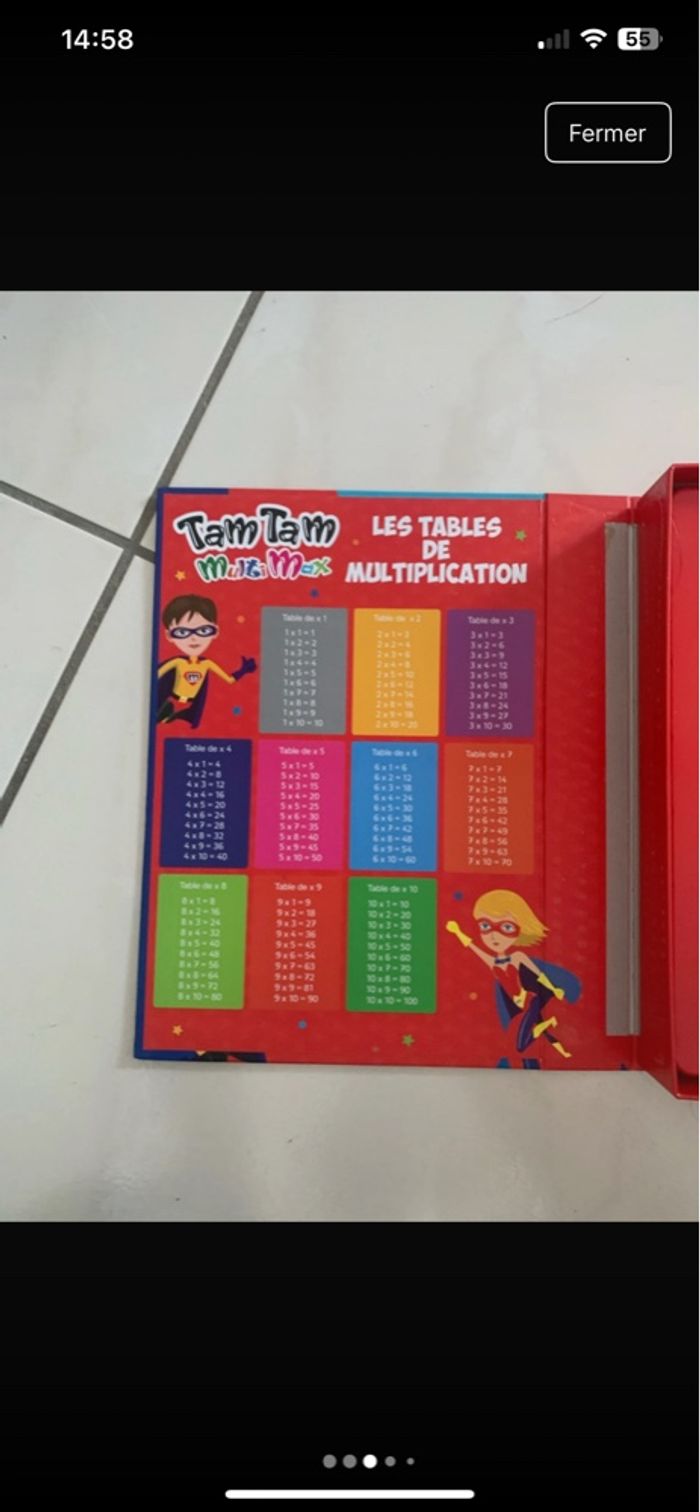 14:58
55
Fermer
Tam Tam
Multi Max
LES TABLES
DE
MULTIPLICATION
Table de x 1
1 x 1 = 1
1 x 2 = 2
1 x 3 = 3
1 x 4 = 4
1 x 5 = 5
1 x 6 = 6
1 x 7 = 7
1 x 8 = 8
1 x 9 = 9
1 x 10 = 10
Table de x 2
2 x 1 = 2
2 x 2 = 4
2 x 3 = 6
2 x 4 = 8
2 x 5 = 10
2 x 6 = 12
2 x 7 = 14
2 x 8 = 16
2 x 9 = 18
2 x 10 = 20
Table de x 3
3 x 1 = 3
3 x 2 = 6
3 x 3 = 9
3 x 4 = 12
3 x 5 = 15
3 x 6 = 18
3 x 7 = 21
3 x 8 = 24
3 x 9 = 27
3 x 10 = 30
Table de x 4
4 x 1 = 4
4 x 2 = 8
4 x 3 = 12
4 x 4 = 16
4 x 5 = 20
4 x 6 = 24
4 x 7 = 28
4 x 8 = 32
4 x 9 = 36
4 x 10 = 40
Table de x 5
5 x 1 = 5
5 x 2 = 10
5 x 3 = 15
5 x 4 = 20
5 x 5 = 25
5 x 6 = 30
5 x 7 = 35
5 x 8 = 40
5 x 9 = 45
5 x 10 = 50
Table de x 6
6 x 1 = 6
6 x 2 = 12
6 x 3 = 18
6 x 4 = 24
6 x 5 = 30
6 x 6 = 36
6 x 7 = 42
6 x 8 = 48
6 x 9 = 54
6 x 10 = 60
Table de x 7
7 x 1 = 7
7 x 2 = 14
7 x 3 = 21
7 x 4 = 28
7 x 5 = 35
7 x 6 = 42
7 x 7 = 49
7 x 8 = 56
7 x 9 = 63
7 x 10 = 70
Table de x 8
8 x 1 = 8
8 x 2 = 16
8 x 3 = 24
8 x 4 = 32
8 x 5 = 40
8 x 6 = 48
8 x 7 = 56
8 x 8 = 64
8 x 9 = 72
8 x 10 = 80
Table de x 9
9 x 1 = 9
9 x 2 = 18
9 x 3 = 27
9 x 4 = 36
9 x 5 = 45
9 x 6 = 54
9 x 7 = 63
9 x 8 = 72
9 x 9 = 81
9 x 10 = 90
Table de x 10
10 x 1 = 10
10 x 2 = 20
10 x 3 = 30
10 x 4 = 40
10 x 5 = 50
10 x 6 = 60
10 x 7 = 70
10 x 8 = 80
10 x 9 = 90
10 x 10 = 100
m